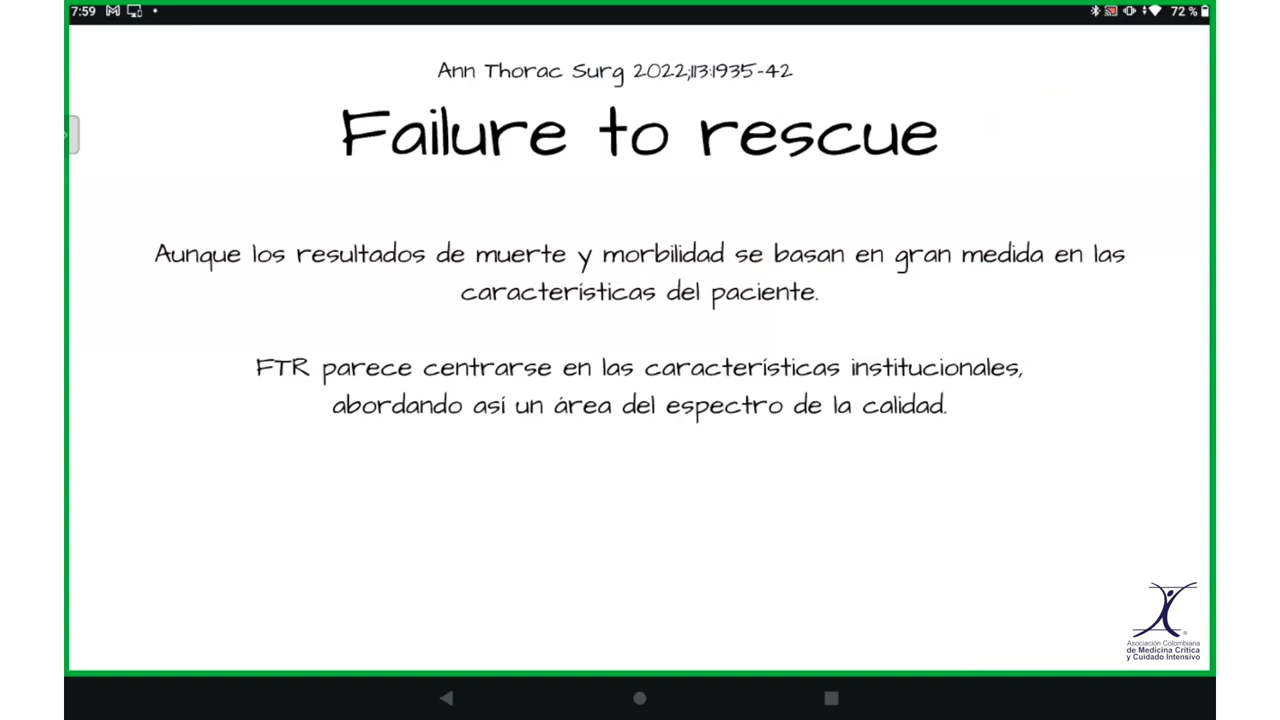 7:59
72 %
Ann Thorac Surg 2022;113:1935-42
Failure to rescue
Aunque los resultados de muerte y morbilidad se basan en gran medida en las
características del paciente.
FTR parece centrarse en las características institucionales,
abordando así un área del espectro de la calidad.
Asociación Colombiana
de Medicina Crítica
y Cuidado Intensivo